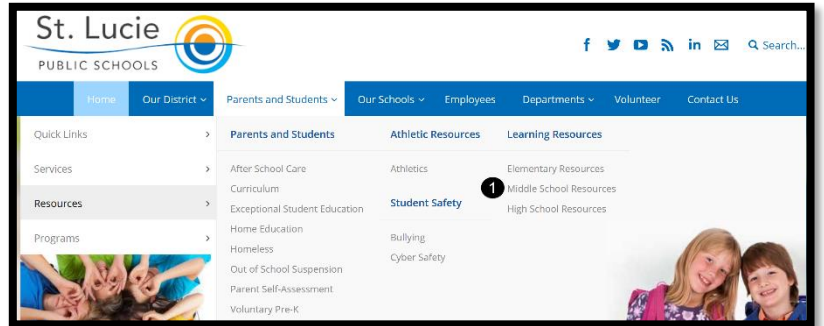 St. Lucie
PUBLIC SCHOOLS
Search...
Home Our District Parents and Students Our Schools Employees Departments Volunteer Contact Us
Quick Links
Services
Resources
Programs
Parents and Students
After School Care
Curriculum
Exceptional Student Education
Home Education
Homeless
Out of School Suspension
Parent Self-Assessment
Voluntary Pre-K
Athletic Resources
Athletics
Student Safety
Bullying
Cyber Safety
Learning Resources
Elementary Resources
1 Middle School Resources
High School Resources